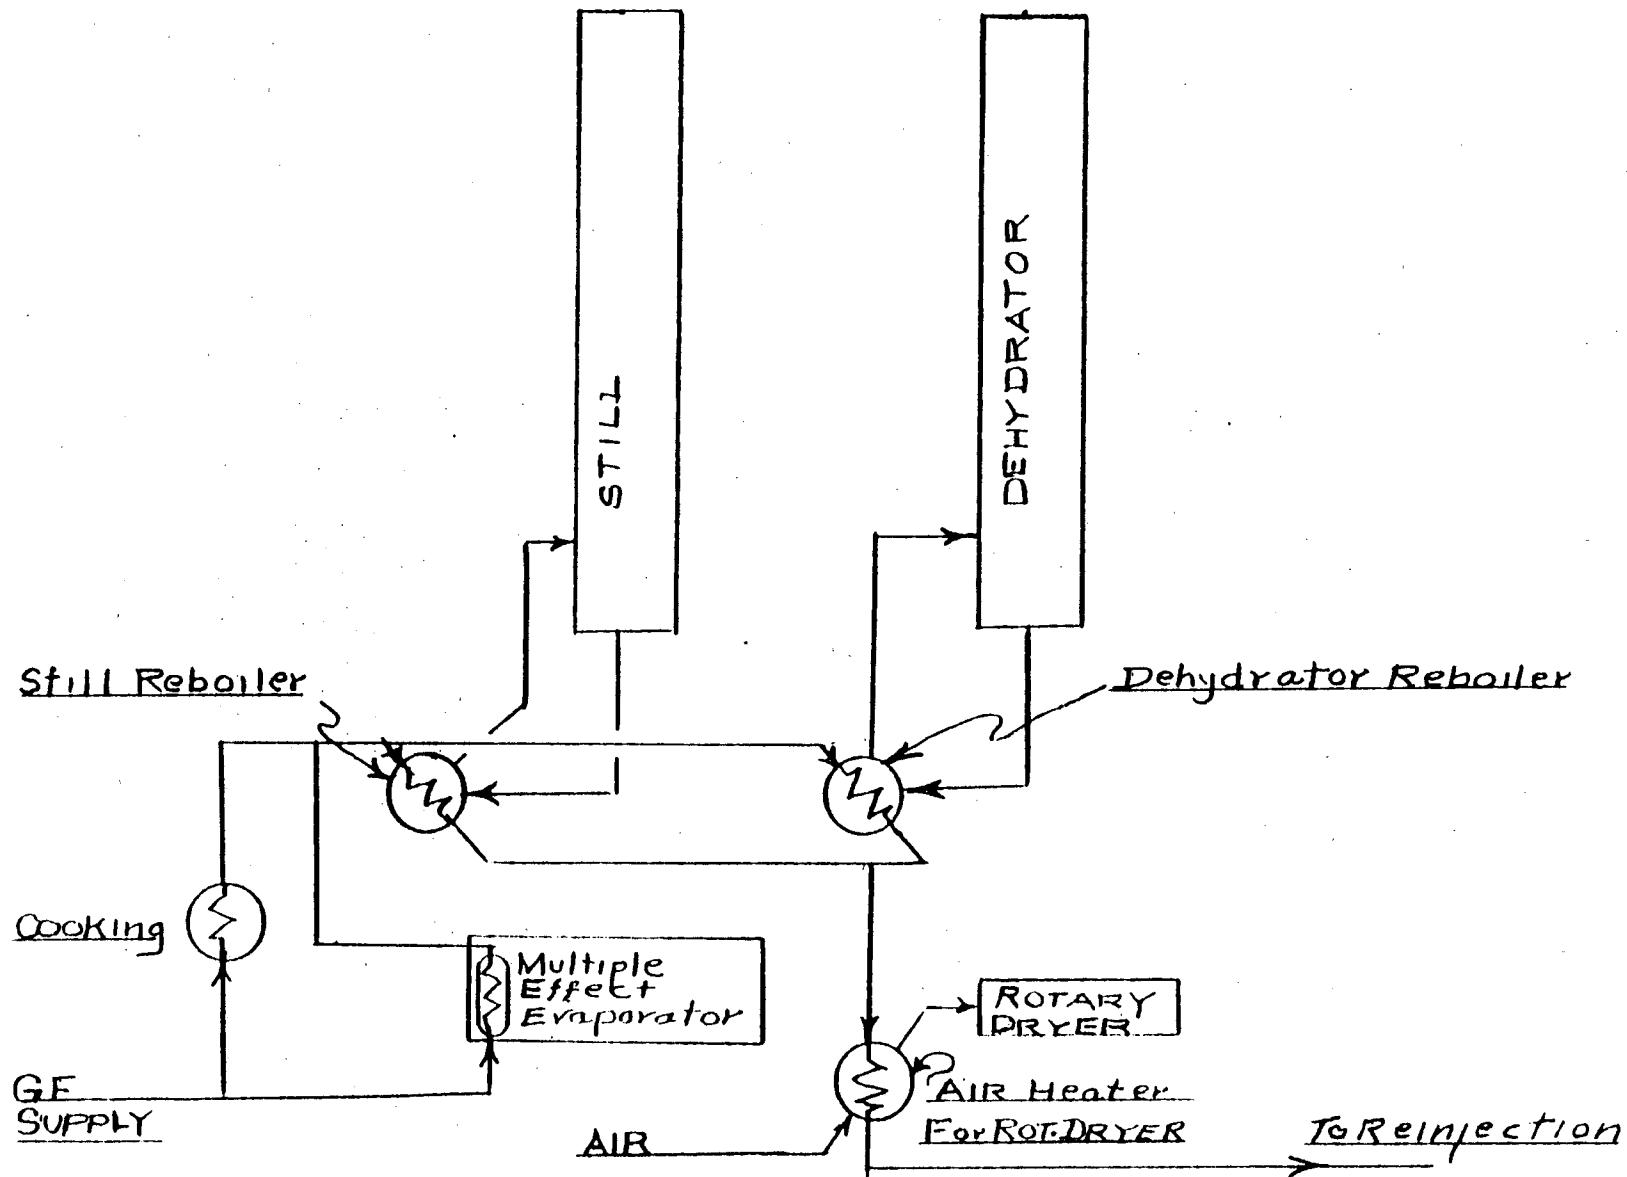 STILL
DEHYDRATOR
Still Reboiler
Dehydrator Reboiler
Cooking
Multiple
Effect
Evaporator
ROTARY
DRYER
GF
SUPPLY
AIR Heater
For ROT. DRYER
AIR
To Reinjection